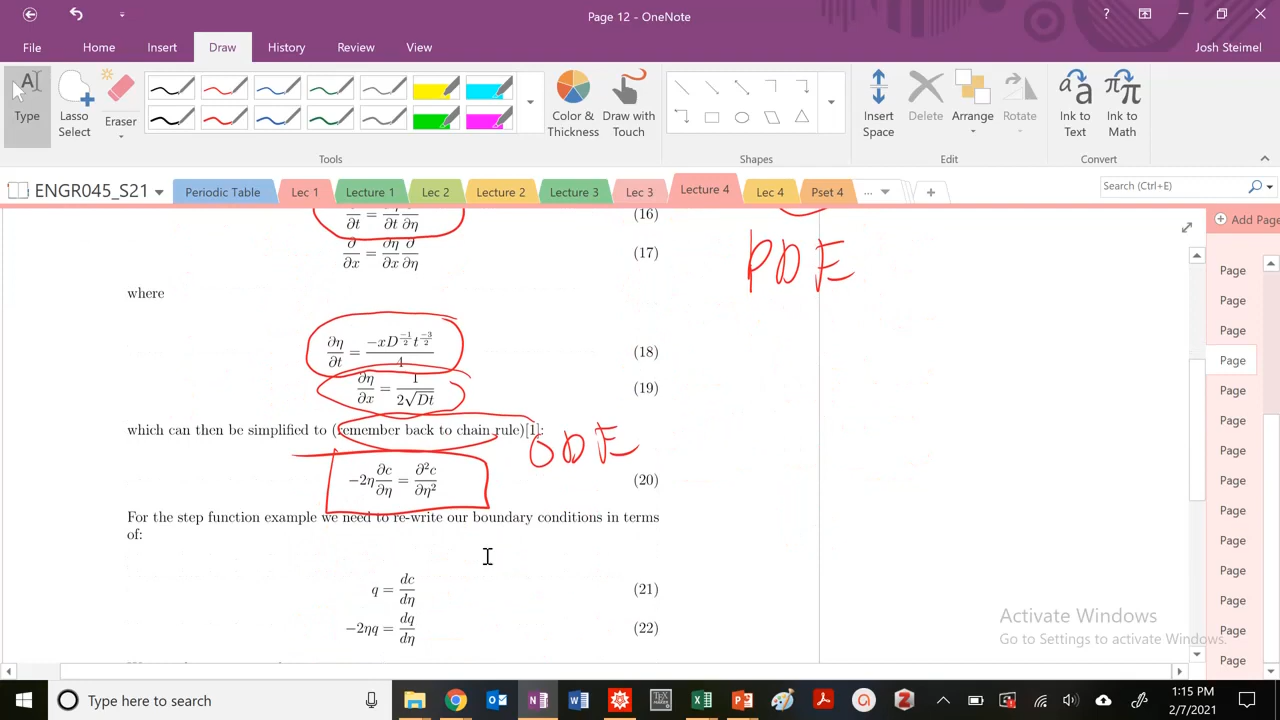 Page 12 - OneNote
File Home Insert Draw History Review View Josh Steimel
Type Lasso Select Eraser Color & Thickness Draw with Touch Insert Space Delete Arrange Rotate Ink to Text Ink to Math
Tools Shapes Edit Convert
ENGR045_S21 Periodic Table Lec 1 Lecture 1 Lec 2 Lecture 2 Lecture 3 Lec 3 Lecture 4 Lec 4 Pset 4 ... Search (Ctrl+E)
Add Page
∂/∂t = ∂η/∂t ∂/∂η (16)
∂/∂x = ∂η/∂x ∂/∂η (17)
PDE
where
∂η/∂t = −xD^(−1/2) t^(−3/2) / 4 (18)
∂η/∂x = 1 / 2√Dt (19)
which can then be simplified to (remember back to chain rule)[1]:
ODE
−2η ∂c/∂η = ∂²c/∂η² (20)
For the step function example we need to re-write our boundary conditions in terms
of:
q = dc/dη (21)
−2ηq = dq/dη (22)
Page
Page
Page
Page
Page
Page
Page
Page
Page
Page
Page
Page
Page
Page
Activate Windows
Go to Settings to activate Windows.
Type here to search
1:15 PM
2/7/2021